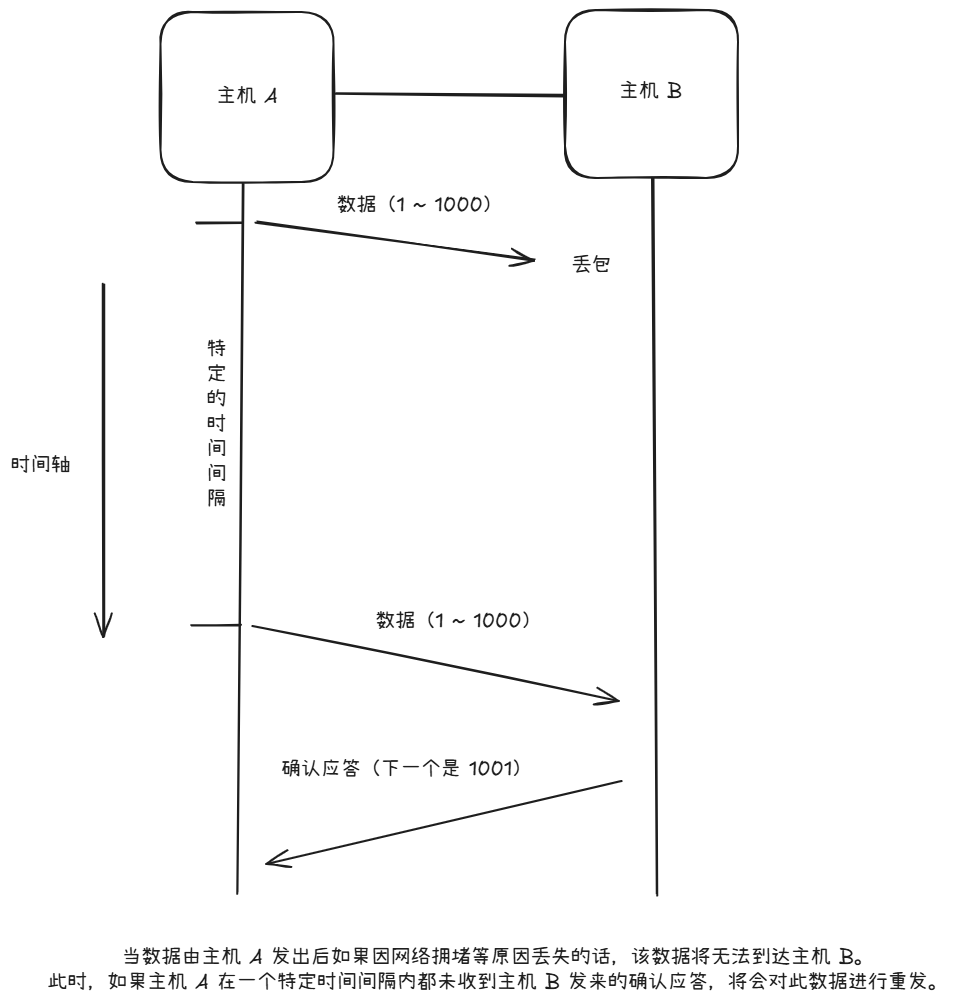 主机 A
主机 B
数据（1 ~ 1000）
丢包
特定的时间间隔
时间轴
数据（1 ~ 1000）
确认应答（下一个是 1001）
当数据由主机 A 发出后如果因网络拥堵等原因丢失的话，该数据将无法到达主机 B。
此时，如果主机 A 在一个特定时间间隔内都未收到主机 B 发来的确认应答，将会对此数据进行重发。